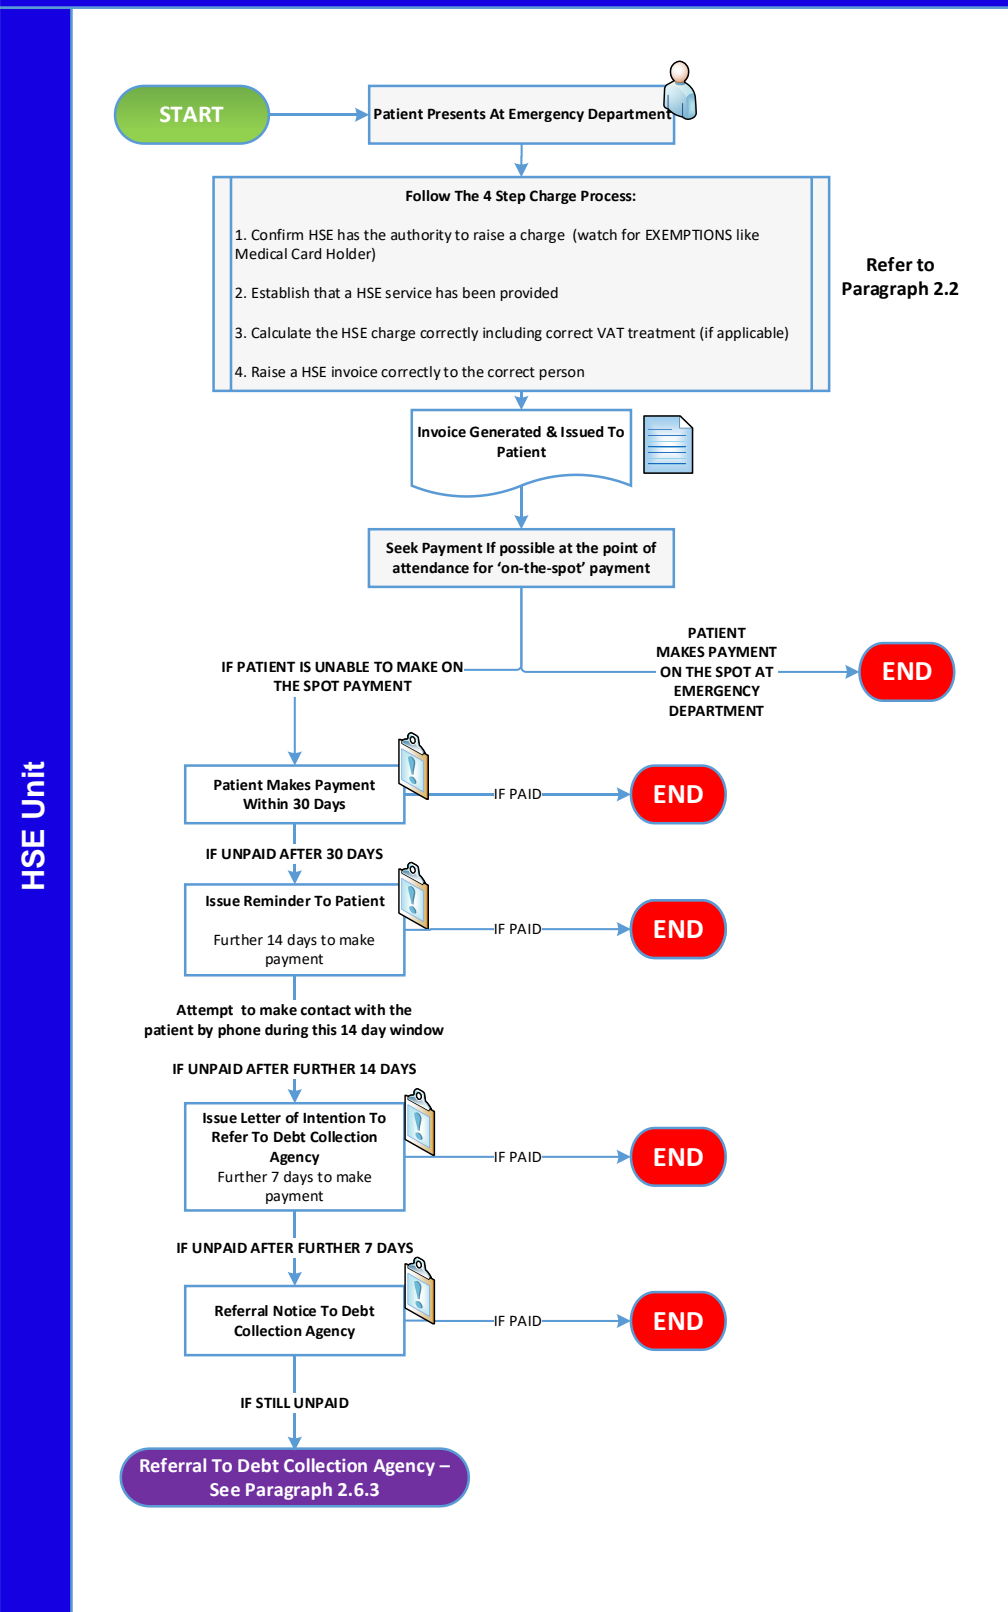 START
Patient Presents At Emergency Department
Follow The 4 Step Charge Process:
1. Confirm HSE has the authority to raise a charge  (watch for EXEMPTIONS like
Medical Card Holder)
2. Establish that a HSE service has been provided
3. Calculate the HSE charge correctly including correct VAT treatment (if applicable)
4. Raise a HSE invoice correctly to the correct person
Refer to
Paragraph 2.2
Invoice Generated & Issued To
Patient
Seek Payment If possible at the point of
attendance for ‘on-the-spot’ payment
IF PATIENT IS UNABLE TO MAKE ON
THE SPOT PAYMENT
PATIENT
MAKES PAYMENT
ON THE SPOT AT
EMERGENCY
DEPARTMENT
END
Patient Makes Payment
Within 30 Days
IF PAID
END
IF UNPAID AFTER 30 DAYS
Issue Reminder To Patient
Further 14 days to make
payment
IF PAID
END
Attempt  to make contact with the
patient by phone during this 14 day window
IF UNPAID AFTER FURTHER 14 DAYS
Issue Letter of Intention To
Refer To Debt Collection
Agency
Further 7 days to make
payment
IF PAID
END
IF UNPAID AFTER FURTHER 7 DAYS
Referral Notice To Debt
Collection Agency
IF PAID
END
IF STILL UNPAID
Referral To Debt Collection Agency –
See Paragraph 2.6.3
HSE Unit